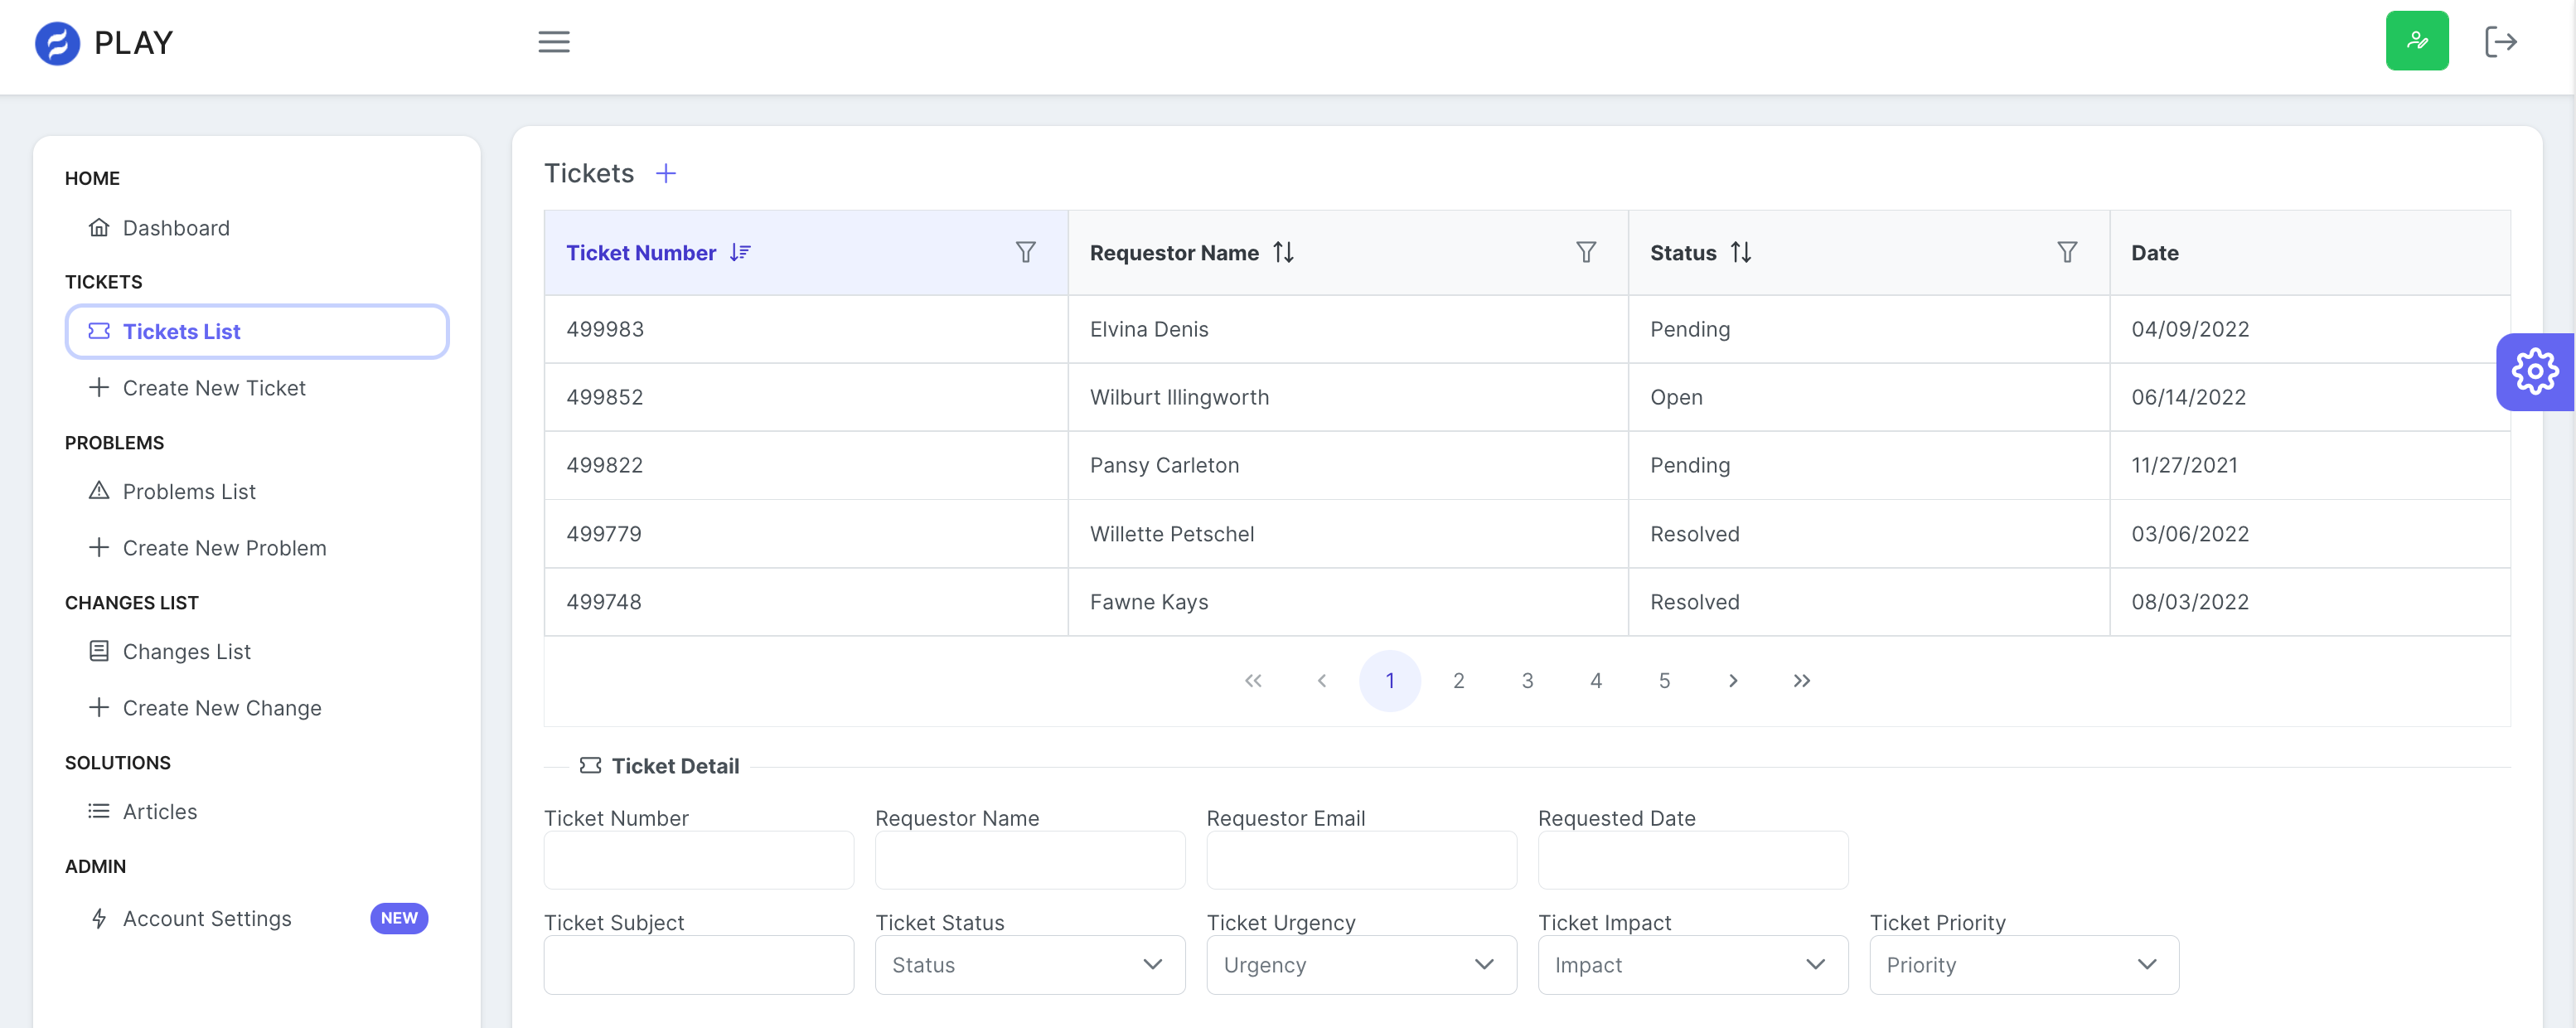 PLAY
HOME
Dashboard
TICKETS
Tickets List
Create New Ticket
PROBLEMS
Problems List
Create New Problem
CHANGES LIST
Changes List
Create New Change
SOLUTIONS
Articles
ADMIN
Account Settings NEW
Tickets
Ticket Number Requestor Name Status Date
499983 Elvina Denis Pending 04/09/2022
499852 Wilburt Illingworth Open 06/14/2022
499822 Pansy Carleton Pending 11/27/2021
499779 Willette Petschel Resolved 03/06/2022
499748 Fawne Kays Resolved 08/03/2022
1 2 3 4 5
Ticket Detail
Ticket Number Requestor Name Requestor Email Requested Date
Ticket Subject Ticket Status Ticket Urgency Ticket Impact Ticket Priority
Status Urgency Impact Priority